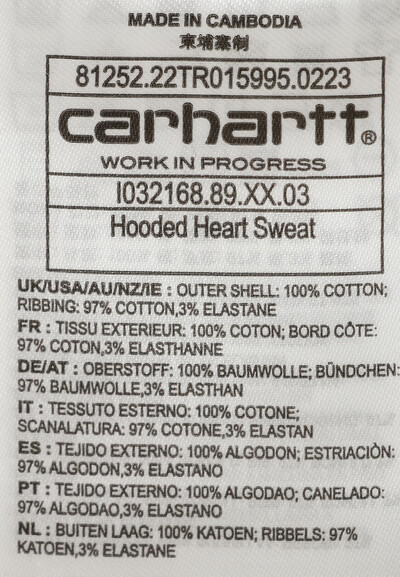 MADE IN CAMBODIA
柬埔寨制
81252.22TR015995.0223
carhartt®
WORK IN PROGRESS
I032168.89.XX.03
Hooded Heart Sweat
UK/USA/AU/NZ/IE : OUTER SHELL: 100% COTTON;
RIBBING: 97% COTTON,3% ELASTANE
FR : TISSU EXTERIEUR: 100% COTON; BORD CÔTE:
97% COTON,3% ELASTHANNE
DE/AT : OBERSTOFF: 100% BAUMWOLLE; BÜNDCHEN:
97% BAUMWOLLE,3% ELASTHAN
IT : TESSUTO ESTERNO: 100% COTONE;
SCANALATURA: 97% COTONE,3% ELASTAN
ES : TEJIDO EXTERNO: 100% ALGODON; ESTRIACIÒN:
97% ALGODON,3% ELASTANO
PT : TEJIDO EXTERNO: 100% ALGODAO; CANELADO:
97% ALGODAO,3% ELASTANO
NL : BUITEN LAAG: 100% KATOEN; RIBBELS: 97%
KATOEN,3% ELASTANE